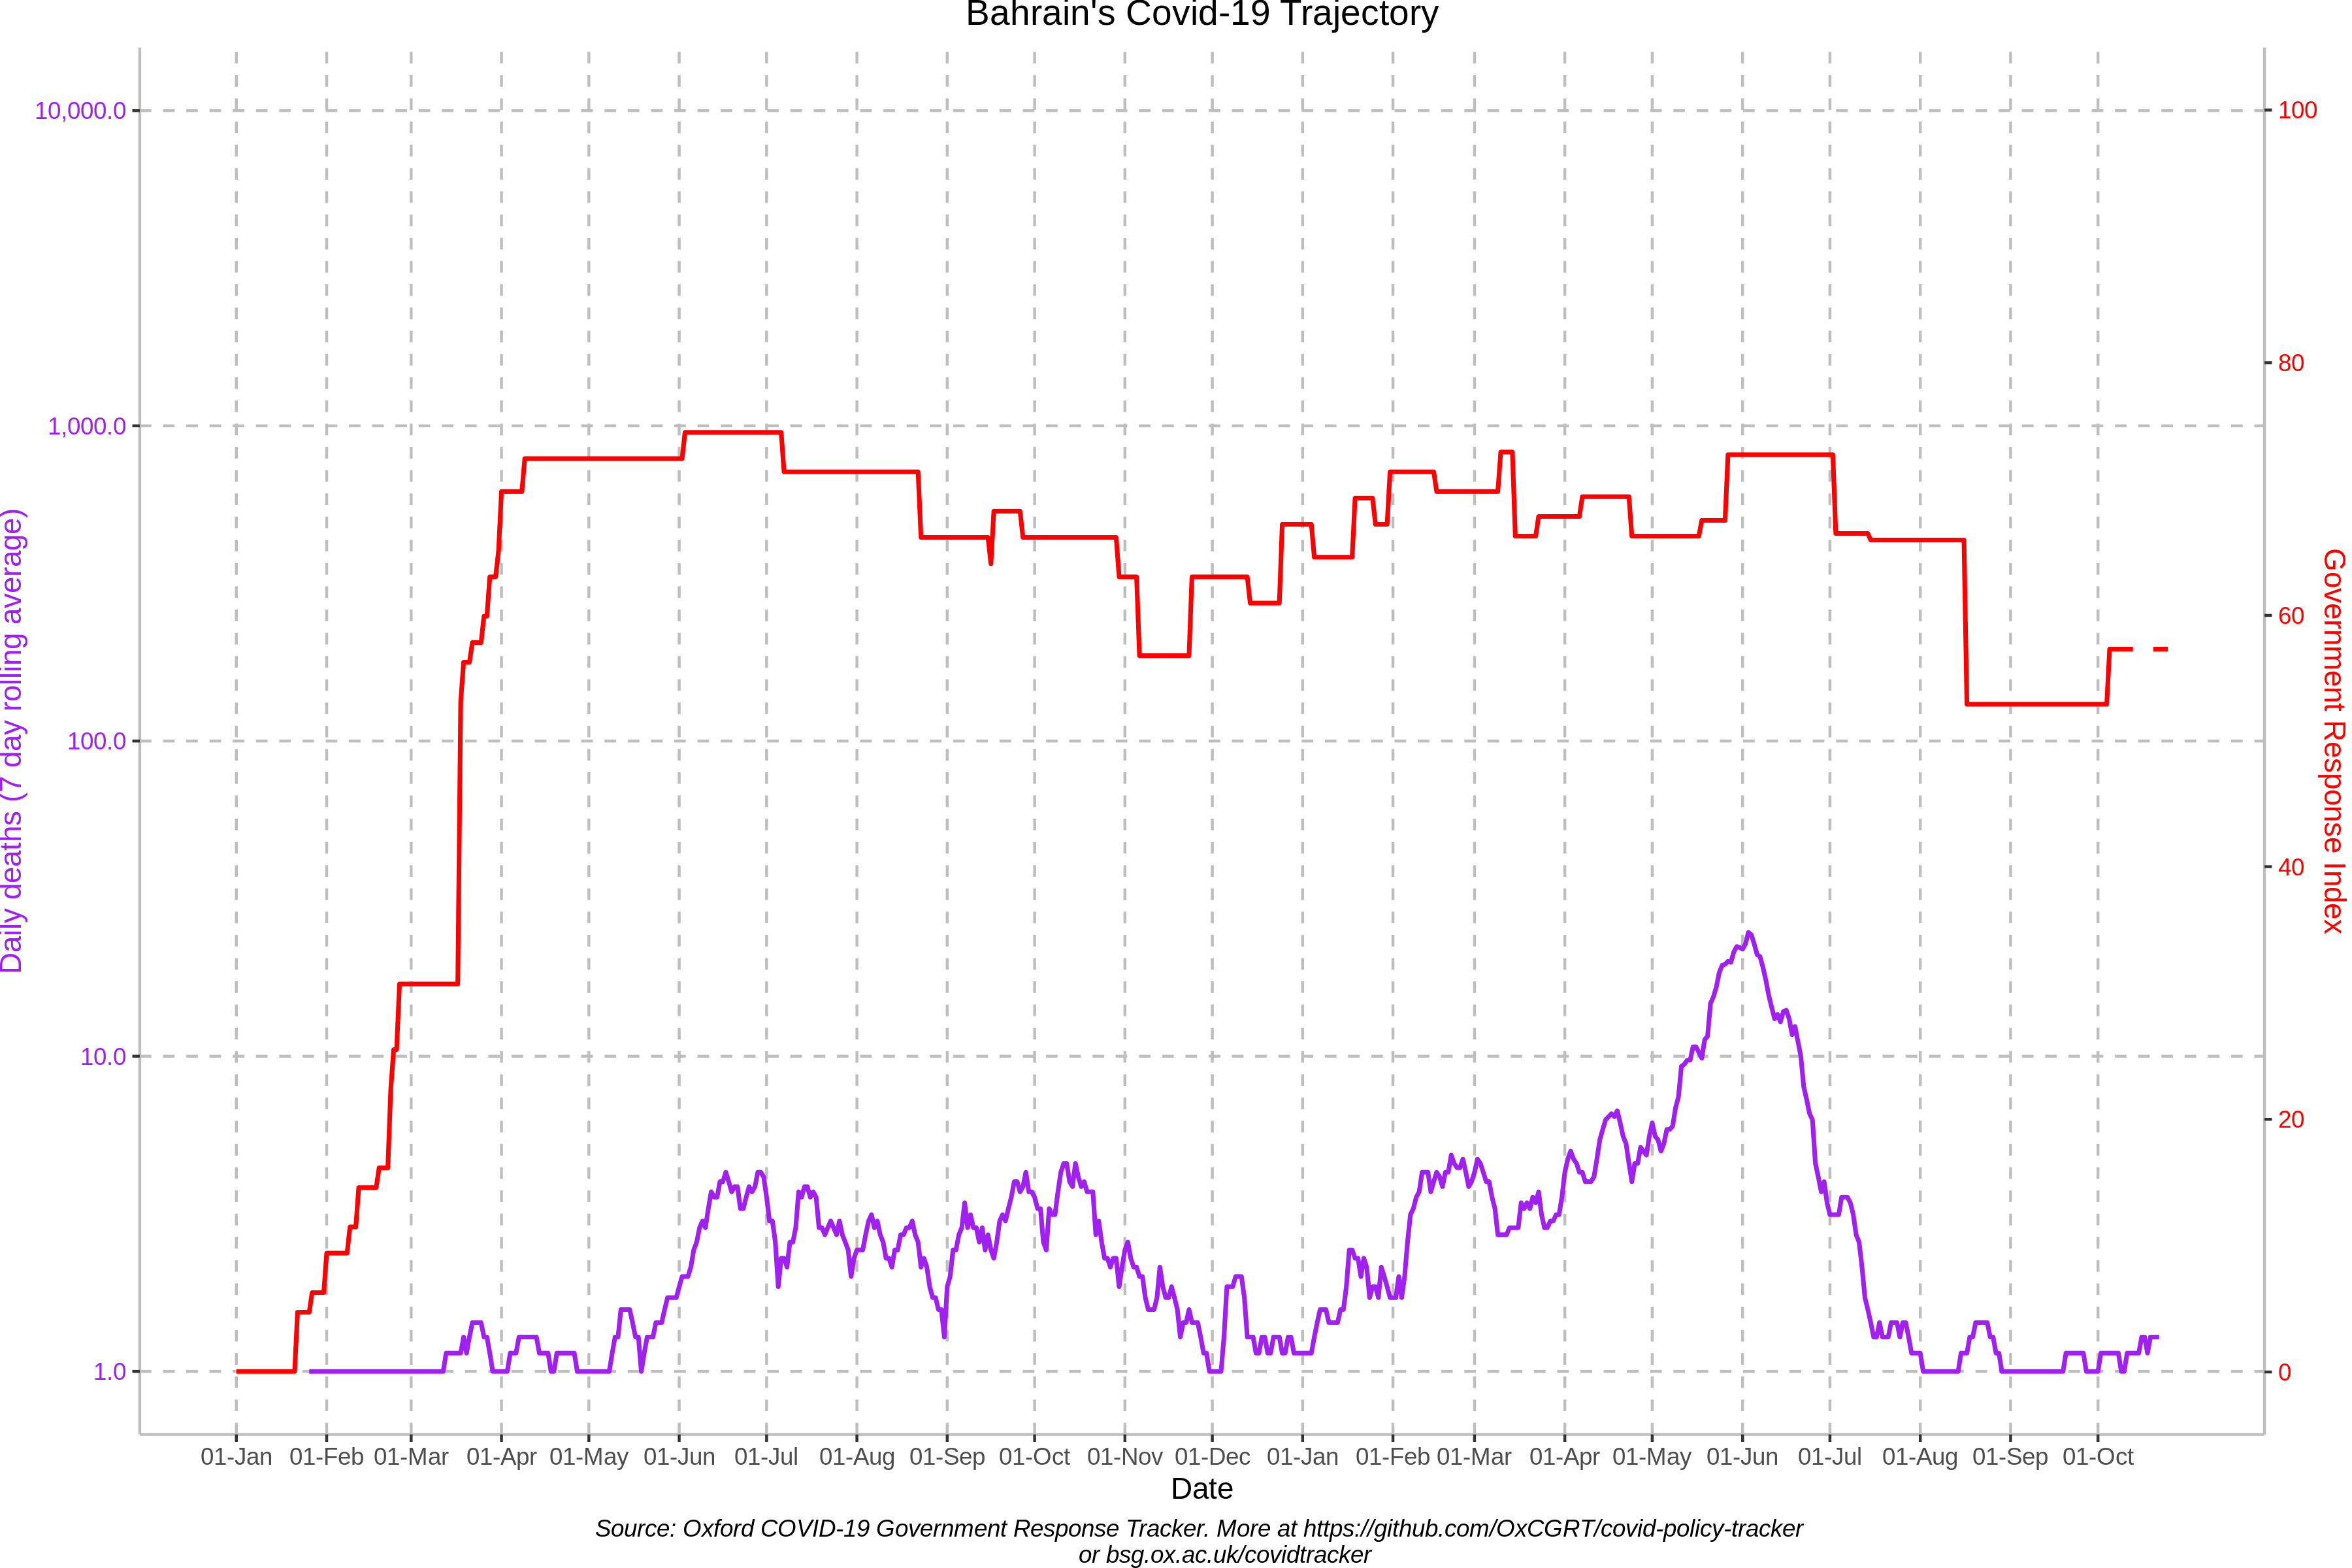 Bahrain's Covid-19 Trajectory
10,000.0
1,000.0
100.0
10.0
1.0
Daily deaths (7 day rolling average)
100
80
60
40
20
0
Government Response Index
01-Jan 01-Feb 01-Mar 01-Apr 01-May 01-Jun 01-Jul 01-Aug 01-Sep 01-Oct 01-Nov 01-Dec 01-Jan 01-Feb 01-Mar 01-Apr 01-May 01-Jun 01-Jul 01-Aug 01-Sep 01-Oct
Date
Source: Oxford COVID-19 Government Response Tracker. More at https://github.com/OxCGRT/covid-policy-tracker
or bsg.ox.ac.uk/covidtracker